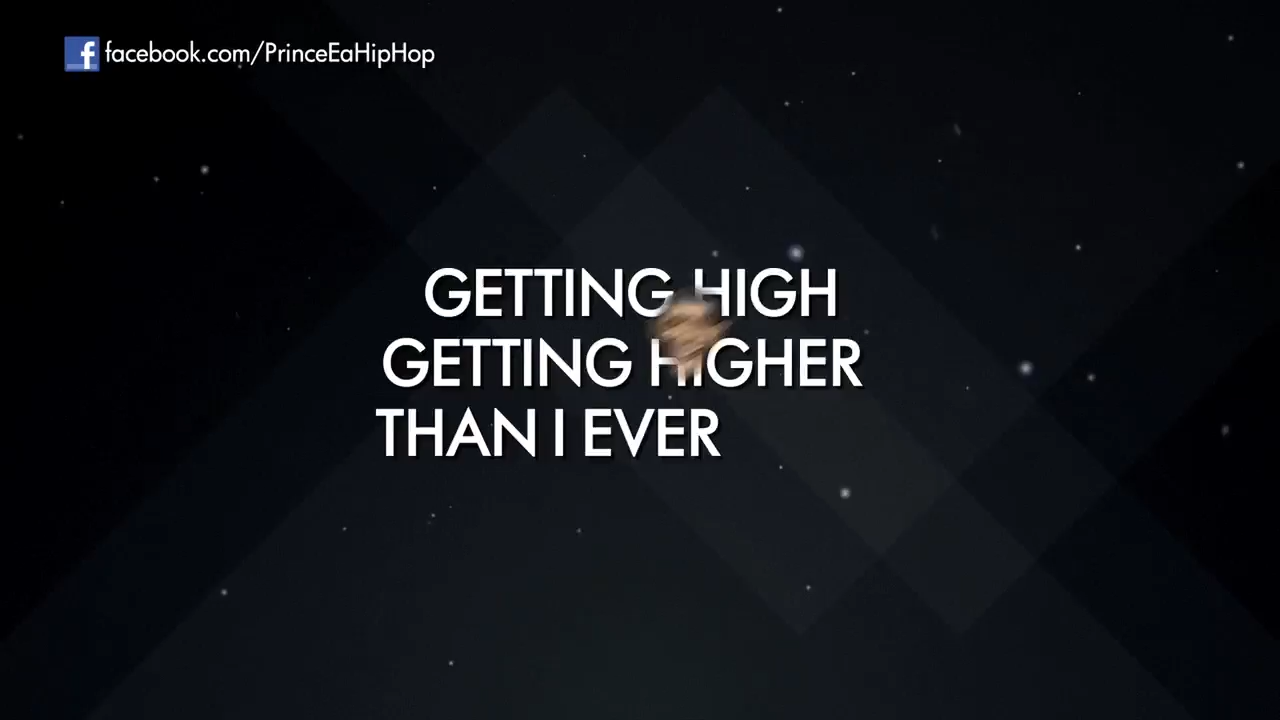 facebook.com/PrinceEaHipHop
GETTING HIGH
GETTING HIGHER
THAN I EVER